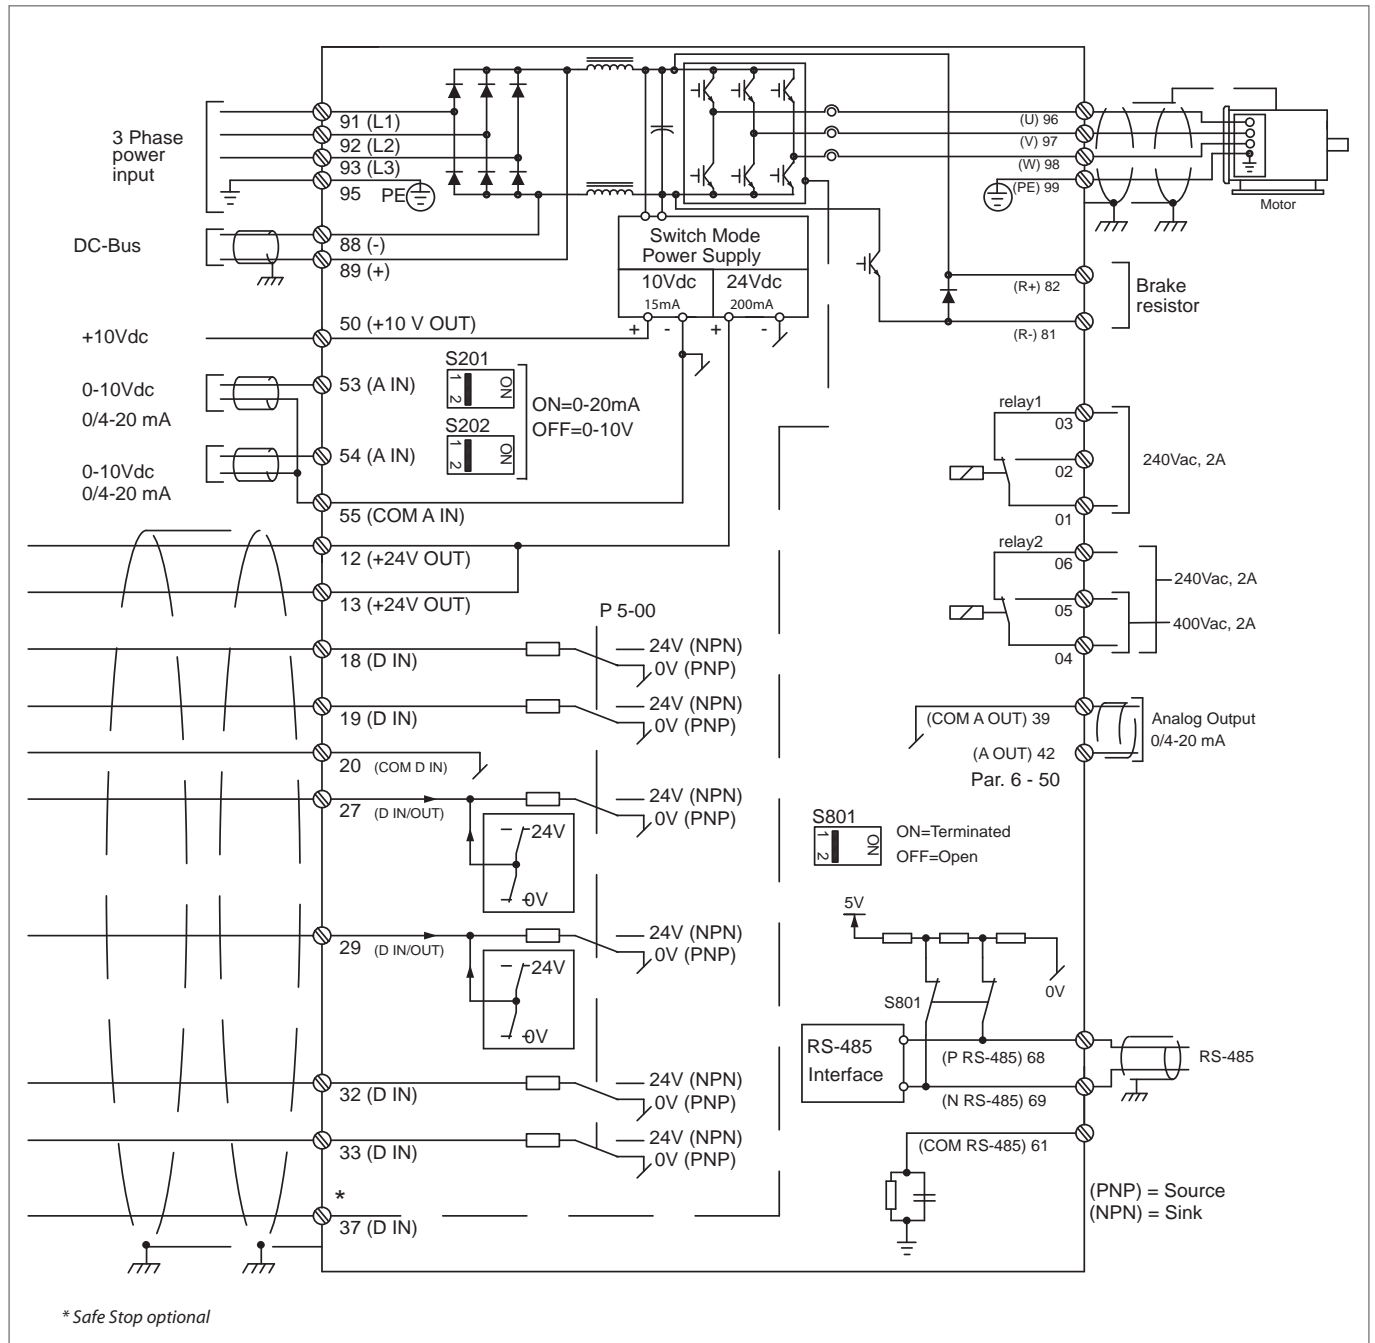 3 Phase
power
input
91 (L1)
92 (L2)
93 (L3)
95 PE
DC-Bus
88 (-)
89 (+)
+10Vdc
50 (+10 V OUT)
0-10Vdc
0/4-20 mA
53 (A IN)
0-10Vdc
0/4-20 mA
54 (A IN)
55 (COM A IN)
12 (+24V OUT)
13 (+24V OUT)
18 (D IN)
19 (D IN)
20 (COM D IN)
27 (D IN/OUT)
29 (D IN/OUT)
32 (D IN)
33 (D IN)
*
37 (D IN)
S201
1
2
ON
S202
1
2
ON
ON=0-20mA
OFF=0-10V
Switch Mode
Power Supply
10Vdc
15mA
24Vdc
200mA
+ - + -
P 5-00
24V (NPN)
0V (PNP)
24V (NPN)
0V (PNP)
24V (NPN)
0V (PNP)
24V
0V
24V (NPN)
0V (PNP)
24V
0V
24V (NPN)
0V (PNP)
24V (NPN)
0V (PNP)
(U) 96
(V) 97
(W) 98
(PE) 99
Motor
(R+) 82
(R-) 81
Brake
resistor
relay1
03
02
01
240Vac, 2A
relay2
06
05
04
240Vac, 2A
400Vac, 2A
(COM A OUT) 39
(A OUT) 42
Par. 6 - 50
Analog Output
0/4-20 mA
S801
1
2
ON
ON=Terminated
OFF=Open
5V
0V
S801
RS-485
Interface
(P RS-485) 68
(N RS-485) 69
RS-485
(COM RS-485) 61
(PNP) = Source
(NPN) = Sink
* Safe Stop optional